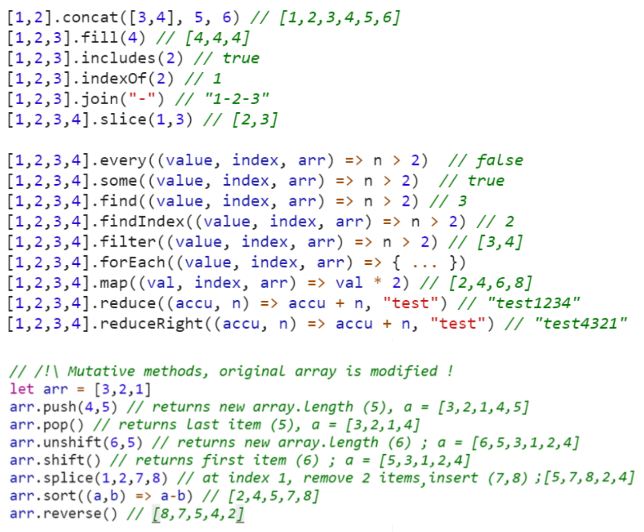 [1,2].concat([3,4], 5, 6) // [1,2,3,4,5,6]
[1,2,3].fill(4) // [4,4,4]
[1,2,3].includes(2) // true
[1,2,3].indexOf(2) // 1
[1,2,3].join("-") // "1-2-3"
[1,2,3,4].slice(1,3) // [2,3]
[1,2,3,4].every((value, index, arr) => n > 2)  // false
[1,2,3,4].some((value, index, arr) => n > 2)  // true
[1,2,3,4].find((value, index, arr) => n > 2) // 3
[1,2,3,4].findIndex((value, index, arr) => n > 2) // 2
[1,2,3,4].filter((value, index, arr) => n > 2) // [3,4]
[1,2,3,4].forEach((value, index, arr) => { ... })
[1,2,3,4].map((val, index, arr) => val * 2) // [2,4,6,8]
[1,2,3,4].reduce((accu, n) => accu + n, "test") // "test1234"
[1,2,3,4].reduceRight((accu, n) => accu + n, "test") // "test4321"
// /!\ Mutative methods, original array is modified !
let arr = [3,2,1]
arr.push(4,5) // returns new array.length (5), a = [3,2,1,4,5]
arr.pop() // returns last item (5), a = [3,2,1,4]
arr.unshift(6,5) // returns new array.length (6) ; a = [6,5,3,1,2,4]
arr.shift() // returns first item (6) ; a = [5,3,1,2,4]
arr.splice(1,2,7,8) // at index 1, remove 2 items,insert (7,8) ;[5,7,8,2,4]
arr.sort((a,b) => a-b) // [2,4,5,7,8]
arr.reverse() // [8,7,5,4,2]